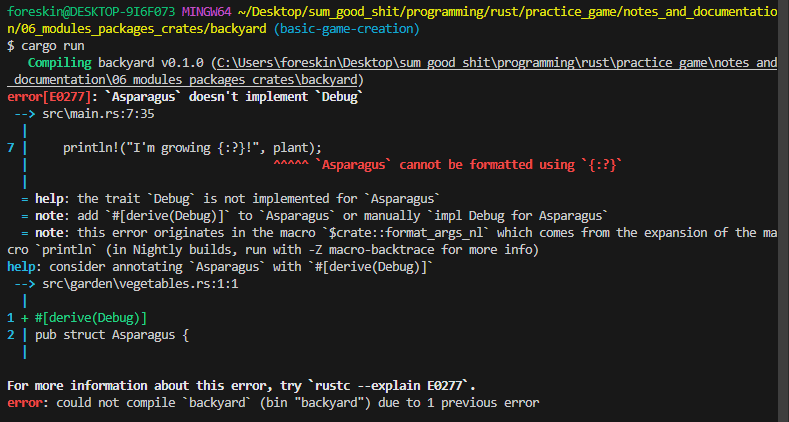 foreskin@DESKTOP-9I6F073 MINGW64 ~/Desktop/sum_good_shit/programming/rust/practice_game/notes_and_documentatio
n/06_modules_packages_crates/backyard (basic-game-creation)
$ cargo run
   Compiling backyard v0.1.0 (C:\Users\foreskin\Desktop\sum_good_shit\programming\rust\practice_game\notes_and
_documentation\06_modules_packages_crates\backyard)
error[E0277]: `Asparagus` doesn't implement `Debug`
 --> src\main.rs:7:35
  |
7 |     println!("I'm growing {:?}!", plant);
  |                                   ^^^^^ `Asparagus` cannot be formatted using `{:?}`
  |
  = help: the trait `Debug` is not implemented for `Asparagus`
  = note: add `#[derive(Debug)]` to `Asparagus` or manually `impl Debug for Asparagus`
  = note: this error originates in the macro `$crate::format_args_nl` which comes from the expansion of the ma
cro `println` (in Nightly builds, run with -Z macro-backtrace for more info)
help: consider annotating `Asparagus` with `#[derive(Debug)]`
 --> src\garden\vegetables.rs:1:1
  |
1 + #[derive(Debug)]
2 | pub struct Asparagus {
  |
For more information about this error, try `rustc --explain E0277`.
error: could not compile `backyard` (bin "backyard") due to 1 previous error